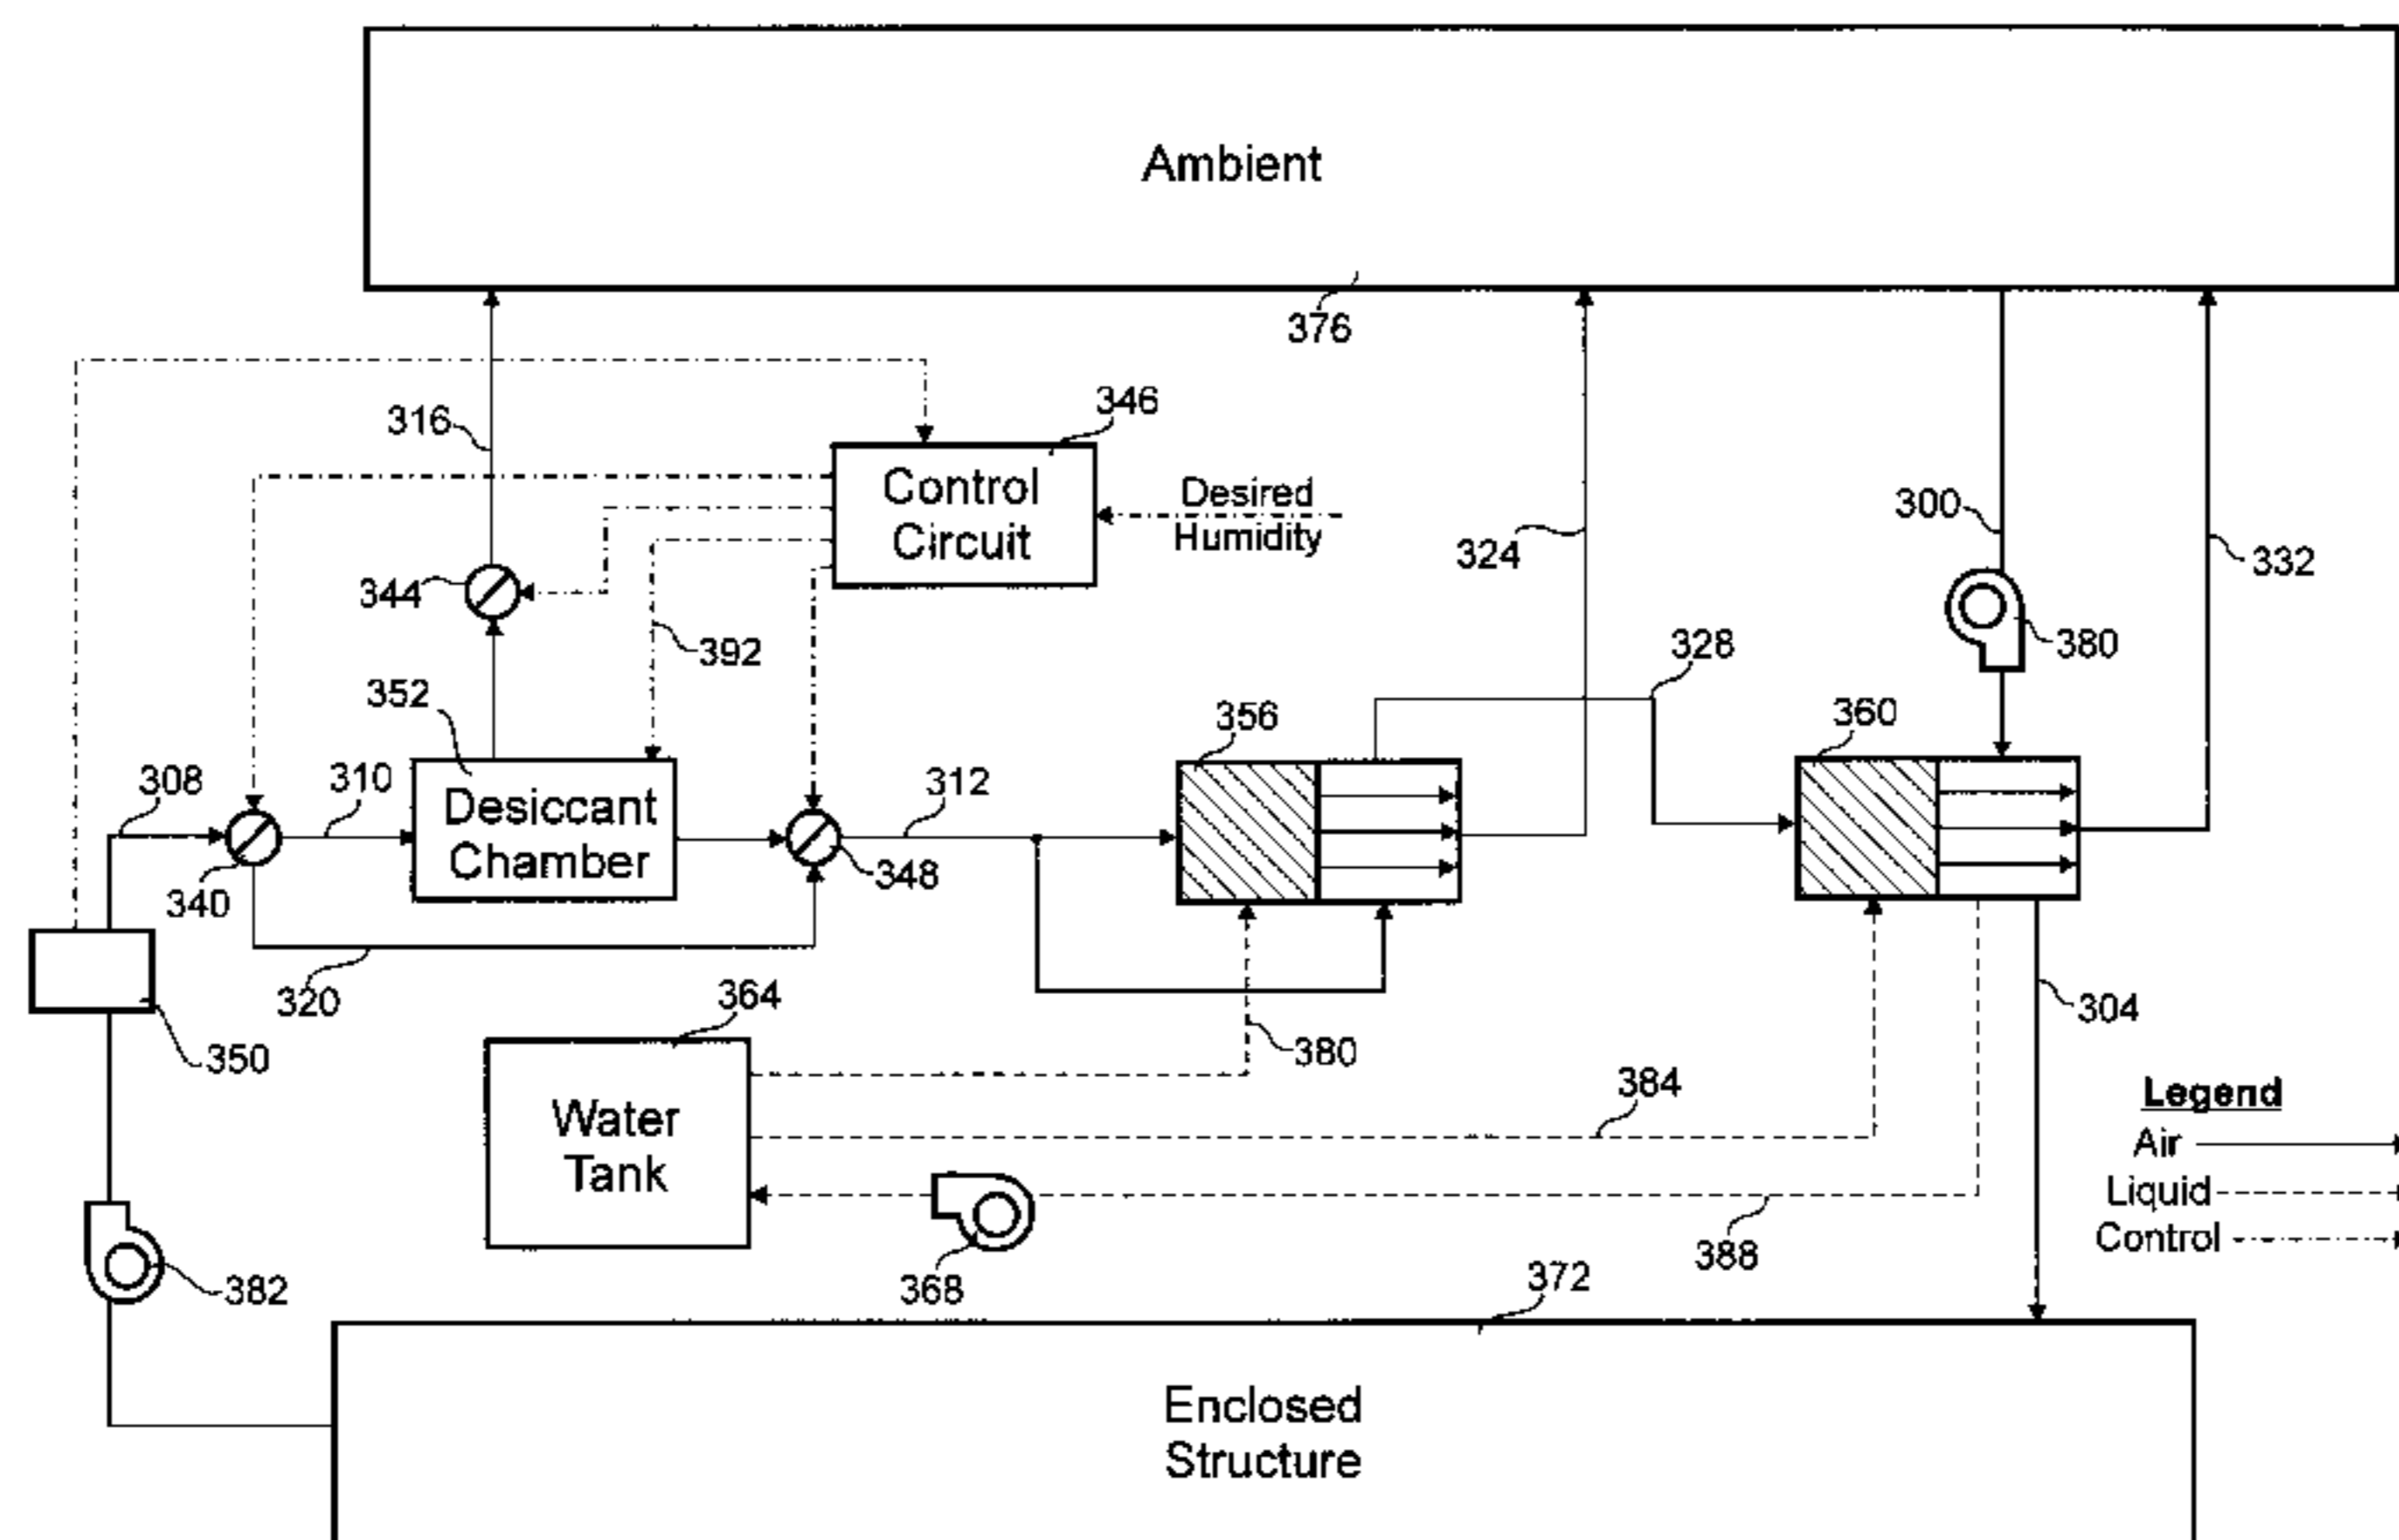 Ambient
376
316
346
Control
Circuit
Desired
Humidity
300
324
332
344
392
328
380
352
356
360
308
310
312
Desiccant
Chamber
340
348
320
364
304
350
380
Water
Tank
384
Legend
Air
Liquid
Control
388
368
382
372
Enclosed
Structure